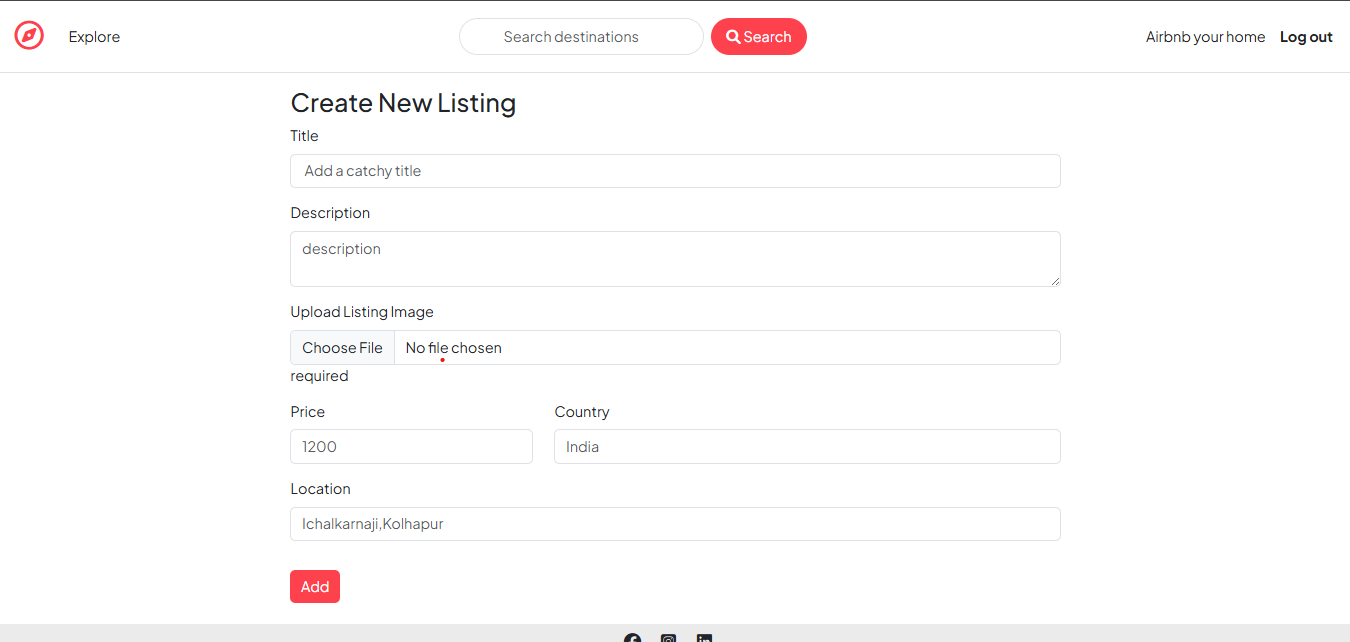 Explore
Search destinations
Search
Airbnb your home
Log out
Create New Listing
Title
Add a catchy title
Description
description
Upload Listing Image
Choose File No file chosen
required
Price Country
1200 India
Location
Ichalkarnaji,Kolhapur
Add